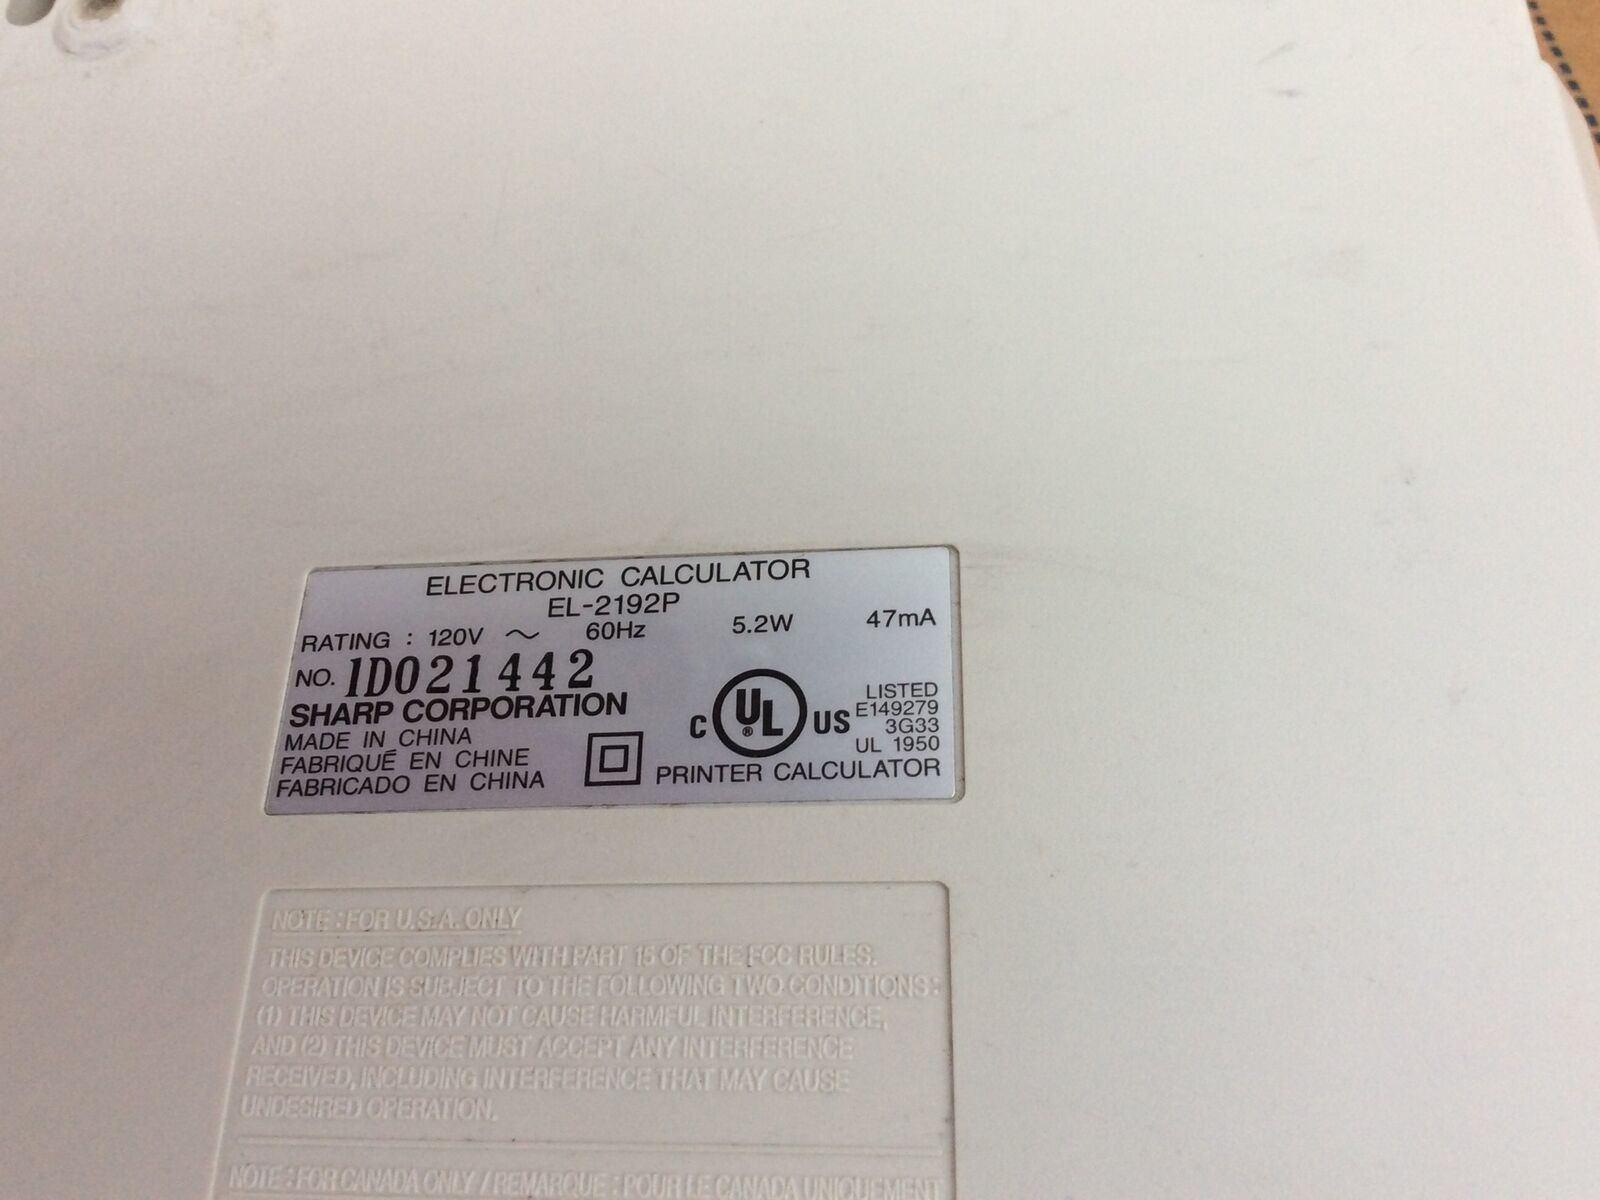 ELECTRONIC CALCULATOR
EL-2192P
RATING : 120V ~ 60Hz 5.2W 47mA
NO. 1D021442
SHARP CORPORATION
MADE IN CHINA
FABRIQUÉ EN CHINE
FABRICADO EN CHINA
C UL ® US
LISTED
E149279
3G33
UL 1950
PRINTER CALCULATOR
NOTE : FOR U.S.A. ONLY
THIS DEVICE COMPLIES WITH PART 15 OF THE FCC RULES.
OPERATION IS SUBJECT TO THE FOLLOWING TWO CONDITIONS :
(1) THIS DEVICE MAY NOT CAUSE HARMFUL INTERFERENCE,
AND (2) THIS DEVICE MUST ACCEPT ANY INTERFERENCE
RECEIVED, INCLUDING INTERFERENCE THAT MAY CAUSE
UNDESIRED OPERATION.
NOTE : FOR CANADA ONLY / REMARQUE : POUR LE CANADA UNIQUEMENT